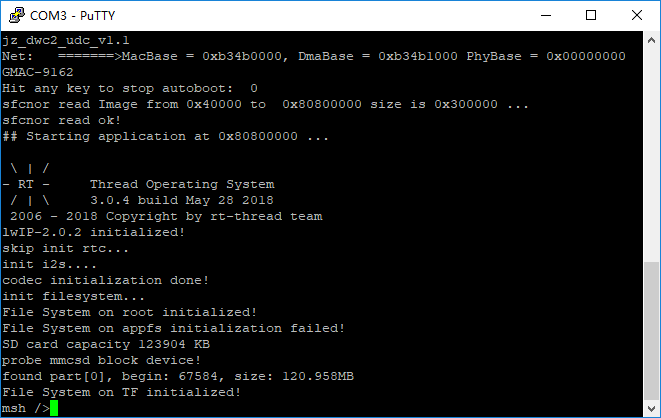 COM3 - PuTTY
jz_dwc2_udc_v1.1
Net:   =======>MacBase = 0xb34b0000, DmaBase = 0xb34b1000 PhyBase = 0x00000000
GMAC-9162
Hit any key to stop autoboot:  0
sfcnor read Image from 0x40000 to  0x80800000 size is 0x300000 ...
sfcnor read ok!
## Starting application at 0x80800000 ...
 \ | /
- RT -     Thread Operating System
 / | \     3.0.4 build May 28 2018
 2006 - 2018 Copyright by rt-thread team
lwIP-2.0.2 initialized!
skip init rtc...
init i2s....
codec initialization done!
init filesystem...
File System on root initialized!
File System on appfs initialization failed!
SD card capacity 123904 KB
probe mmcsd block device!
found part[0], begin: 67584, size: 120.958MB
File System on TF initialized!
msh />